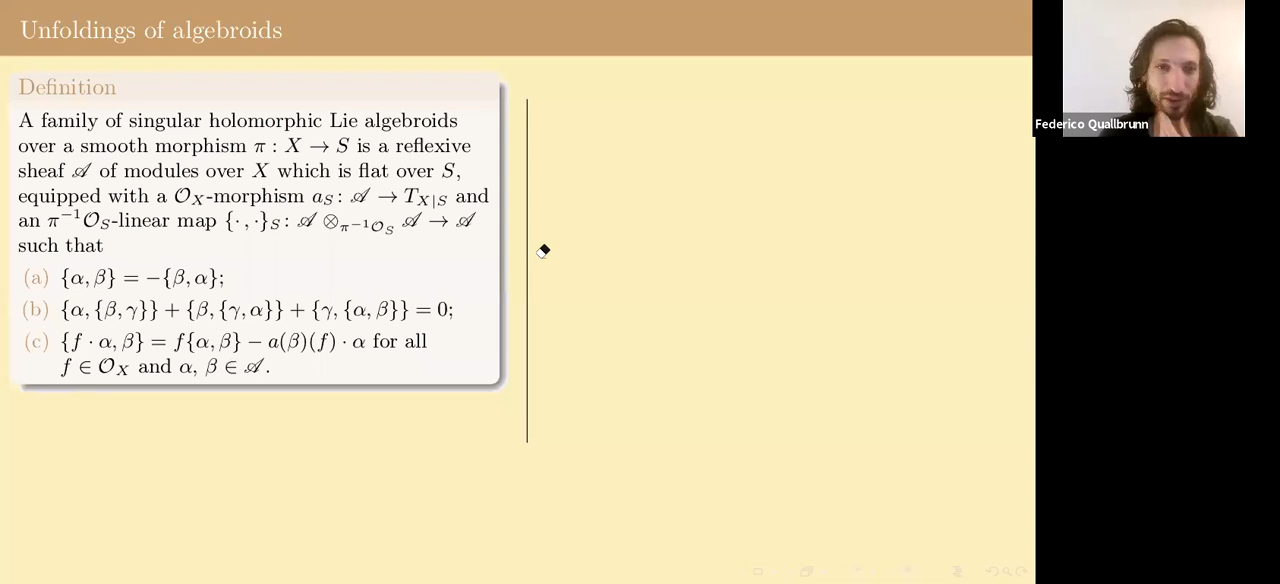 Unfoldings of algebroids
Definition
A family of singular holomorphic Lie algebroids
over a smooth morphism π : X → S is a reflexive
sheaf 𝒜 of modules over X which is flat over S,
equipped with a 𝒪_X-morphism a_S : 𝒜 → T_{X|S} and
an π^{-1}𝒪_S-linear map {·,·}_S : 𝒜 ⊗_{π^{-1}𝒪_S} 𝒜 → 𝒜
such that
(a) {α, β} = −{β, α};
(b) {α, {β, γ}} + {β, {γ, α}} + {γ, {α, β}} = 0;
(c) {f · α, β} = f{α, β} − a(β)(f) · α for all
f ∈ 𝒪_X and α, β ∈ 𝒜.
Federico Quallbrunn